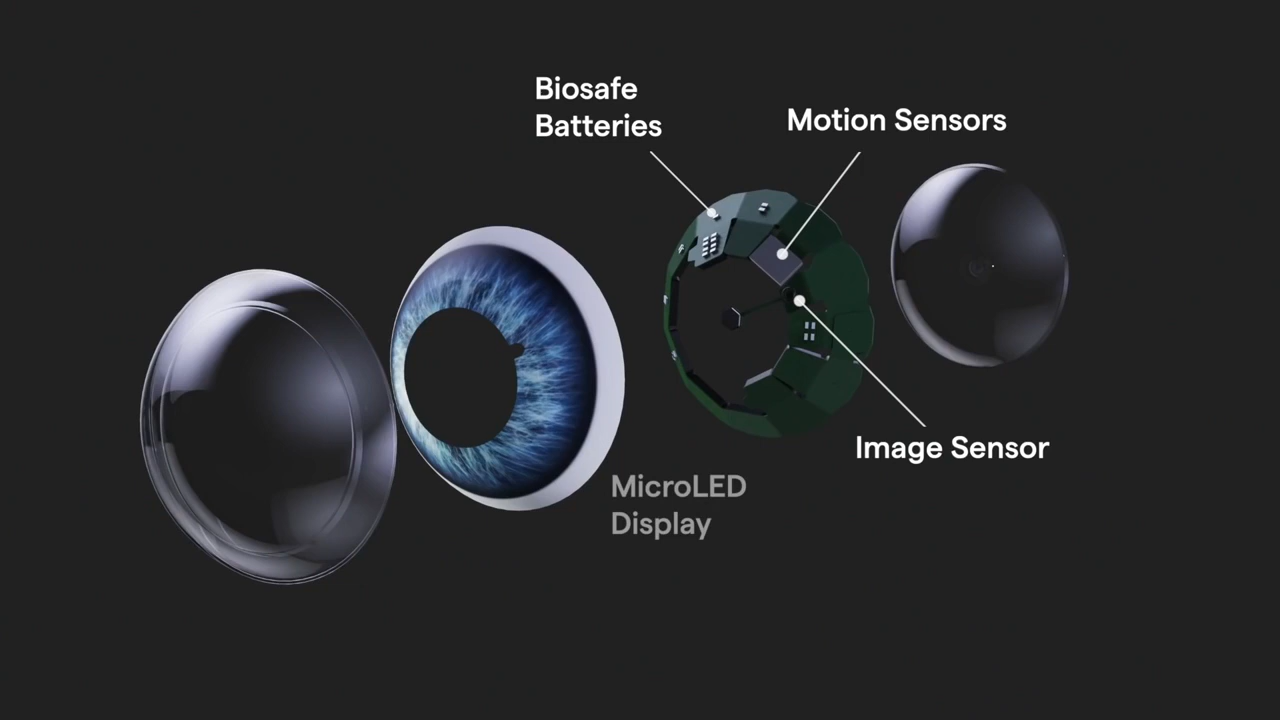 Biosafe
Batteries
Motion Sensors
Image Sensor
MicroLED
Display